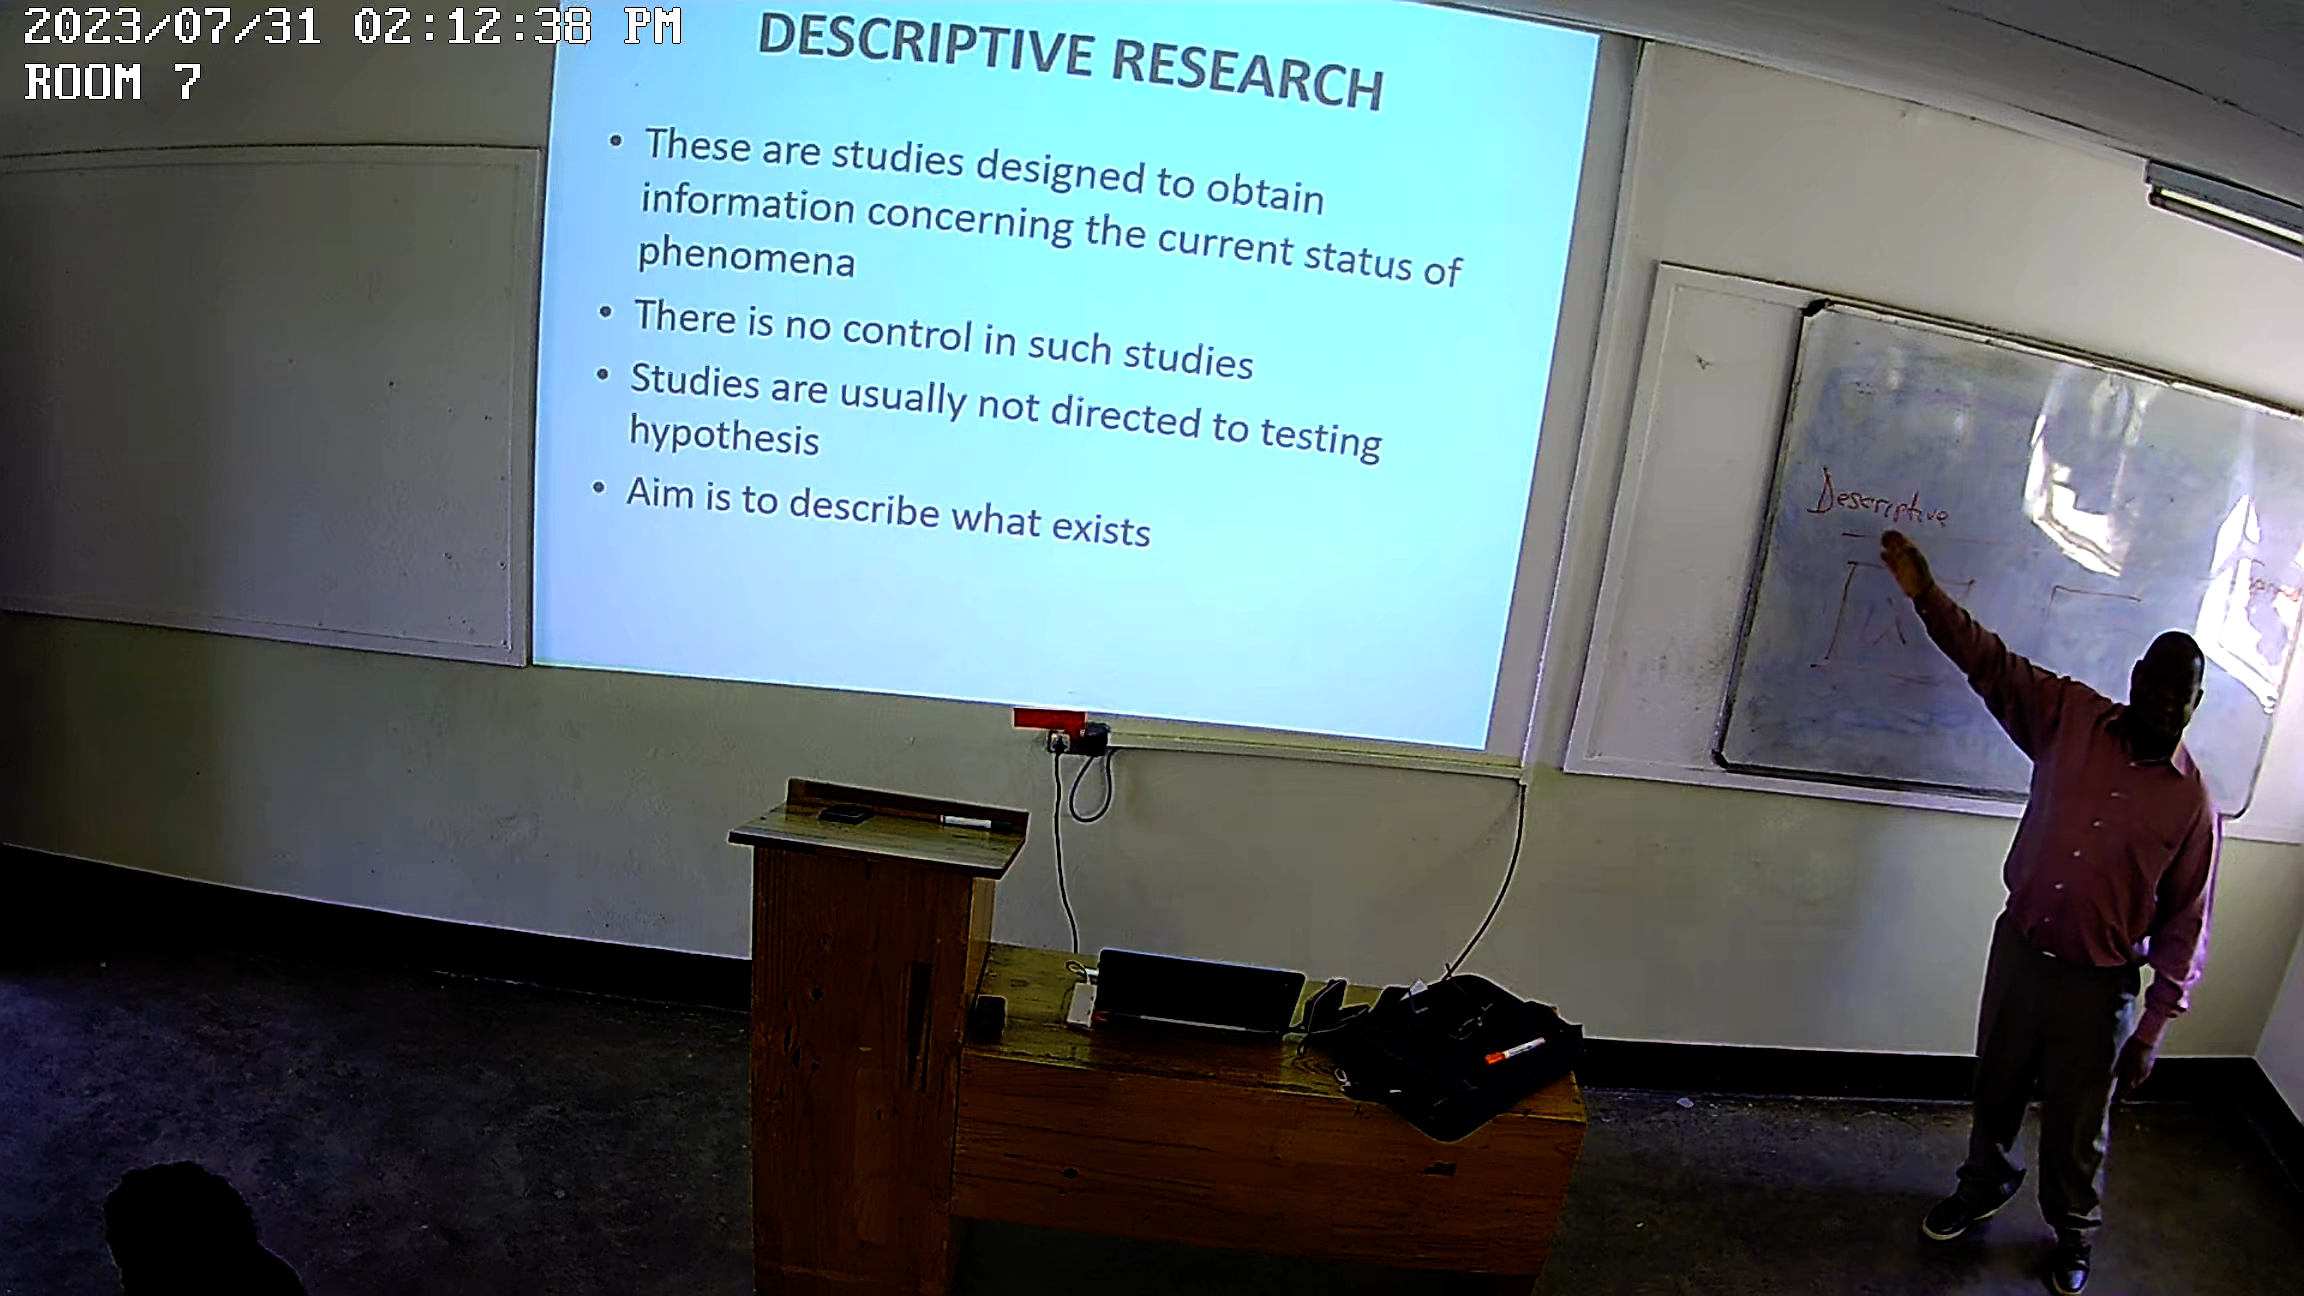 2023/07/31 02:12:38 PM
ROOM 7
DESCRIPTIVE RESEARCH
• These are studies designed to obtain
information concerning the current status of
phenomena
• There is no control in such studies
• Studies are usually not directed to testing
hypothesis
• Aim is to describe what exists
Descriptive